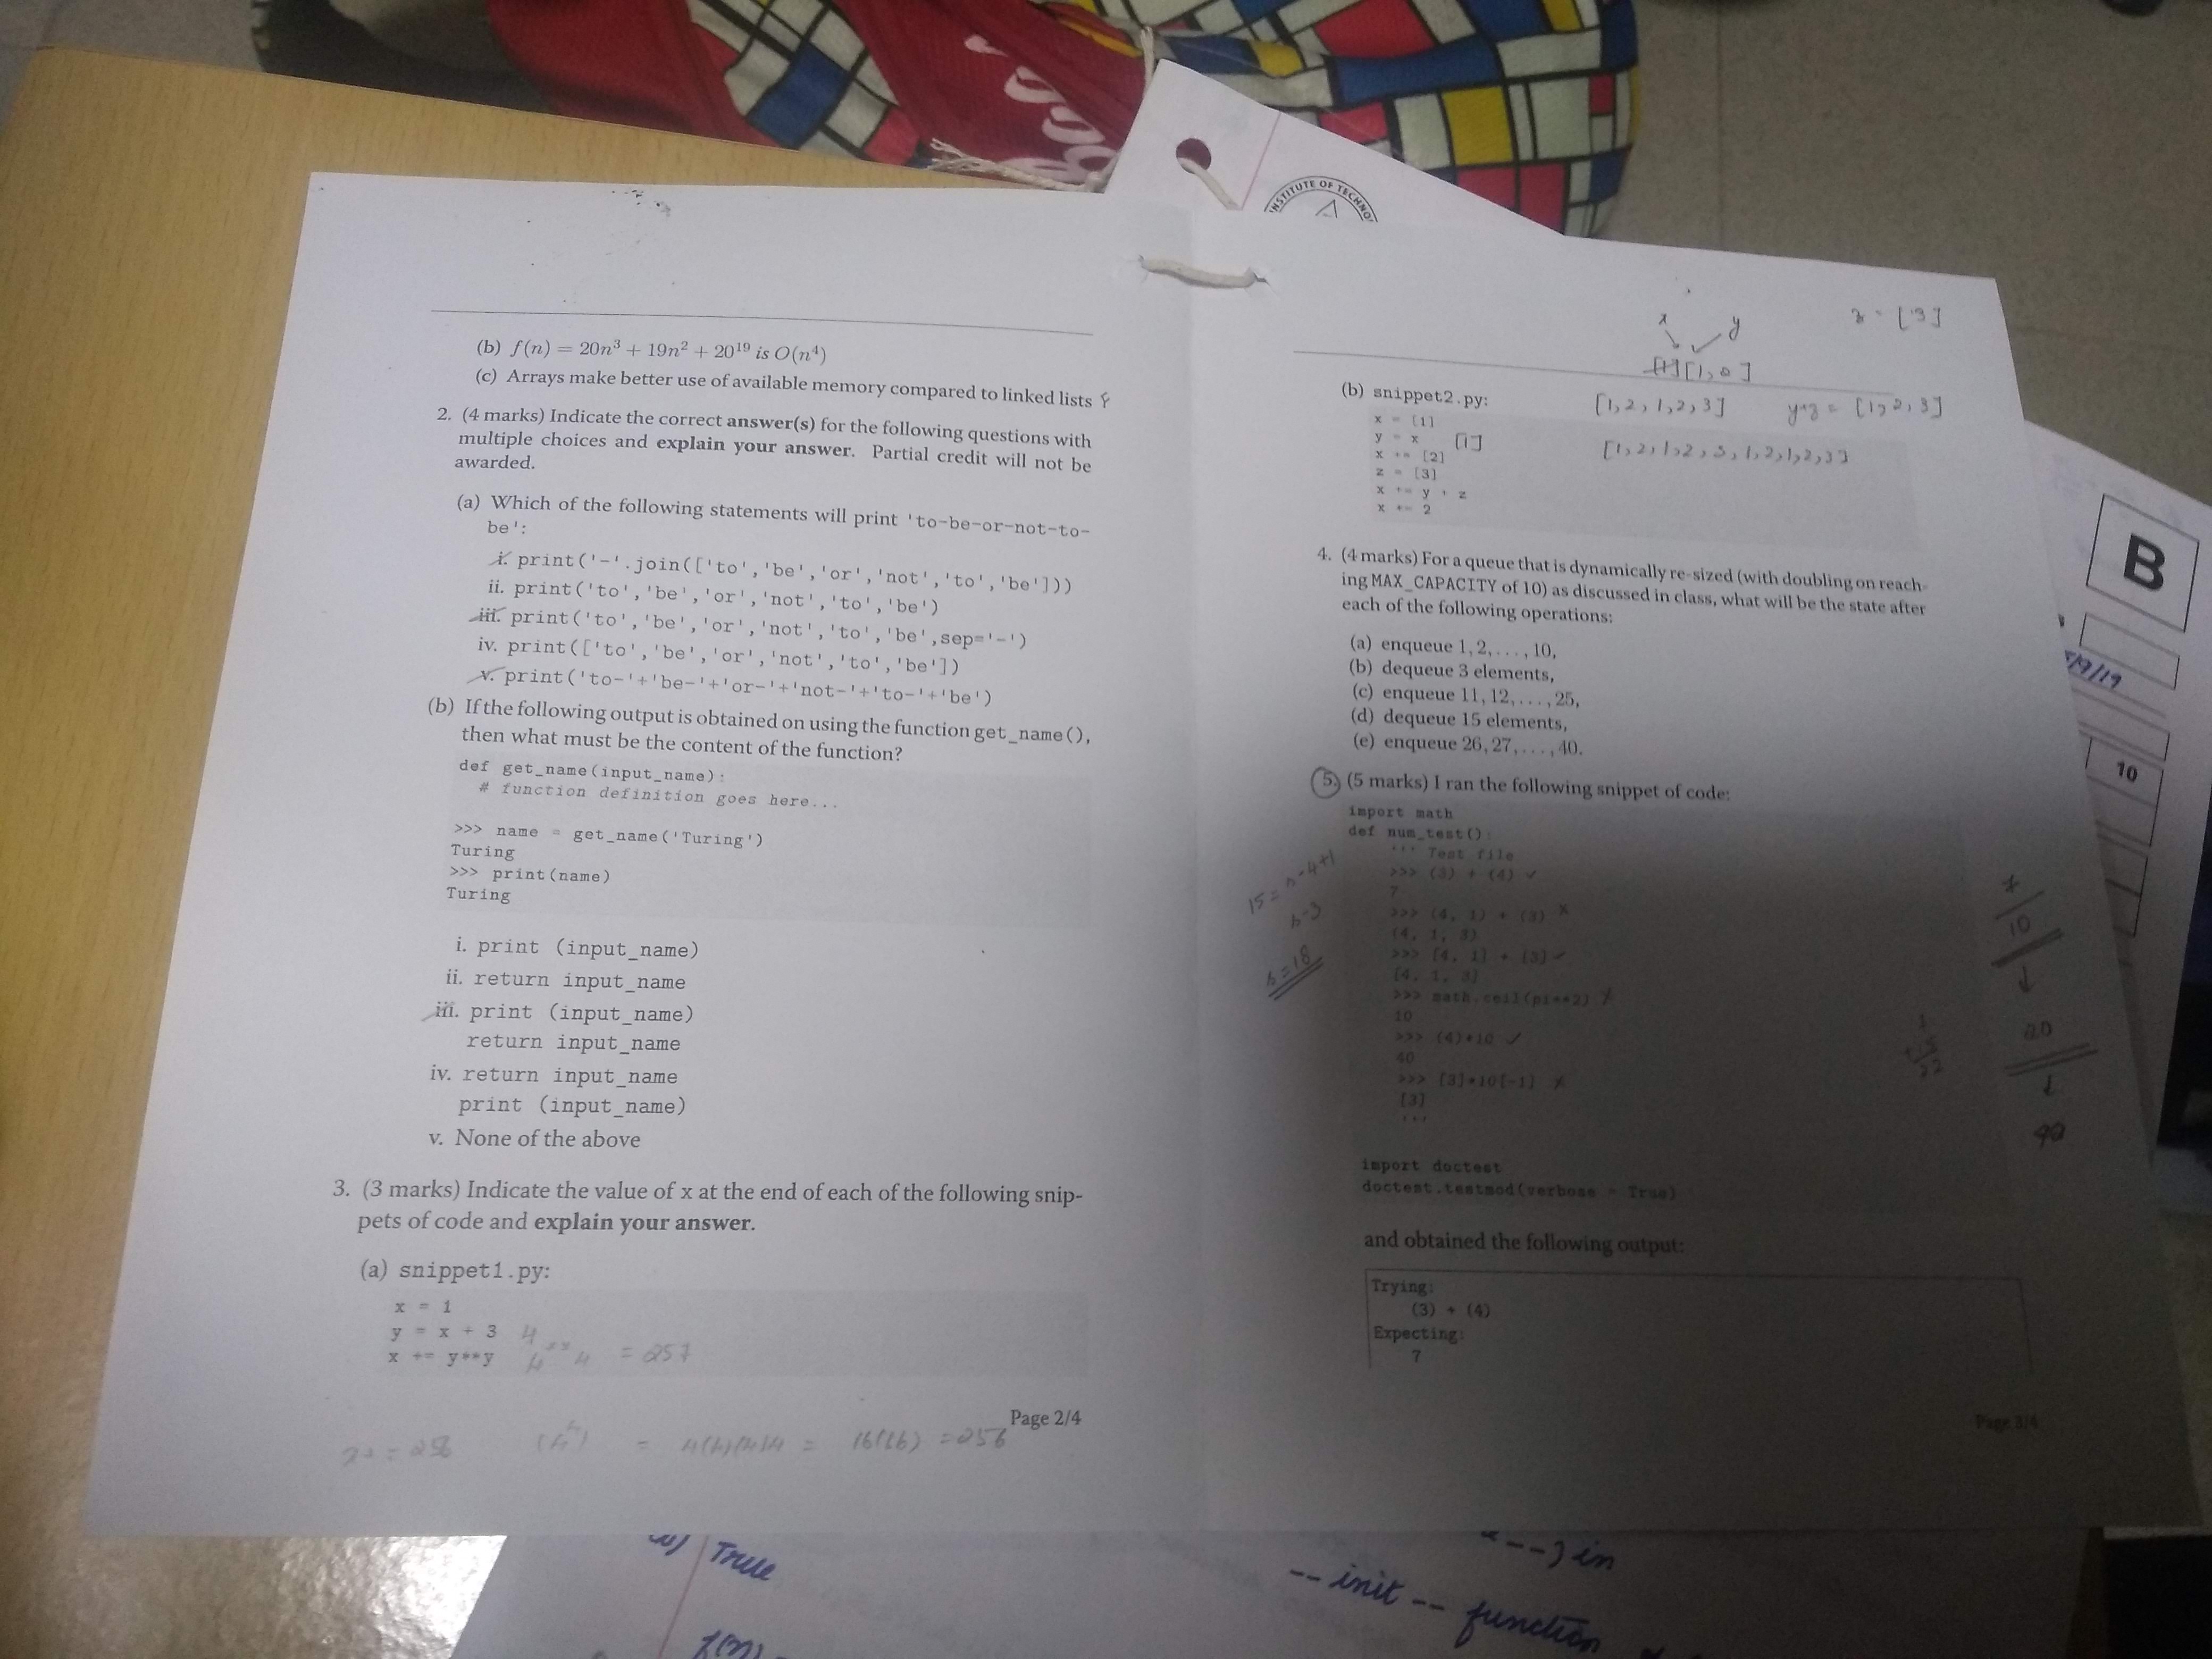 (b) f(n) = 20n³ + 19n² + 20¹⁹ is O(n⁴)
(c) Arrays make better use of available memory compared to linked lists
2. (4 marks) Indicate the correct answer(s) for the following questions with
multiple choices and explain your answer. Partial credit will not be
awarded.
(a) Which of the following statements will print 'to-be-or-not-to-
be':
i. print('-'.join(['to','be','or','not','to','be']))
ii. print('to','be','or','not','to','be')
iii. print('to','be','or','not','to','be',sep='-')
iv. print(['to','be','or','not','to','be'])
v. print('to-'+'be-'+'or-'+'not-'+'to-'+'be')
(b) If the following output is obtained on using the function get_name(),
then what must be the content of the function?
def get_name(input_name):
# function definition goes here...
>>> name = get_name('Turing')
Turing
>>> print(name)
Turing
i. print (input_name)
ii. return input_name
iii. print (input_name)
return input_name
iv. return input_name
print (input_name)
v. None of the above
3. (3 marks) Indicate the value of x at the end of each of the following snip-
pets of code and explain your answer.
(a) snippet1.py:
x = 1
y = x + 3 4
x += y**y 4**4 = 257
Page 2/4
= 256 (4⁴) = 4(4)(4)4 = 16(16) = 256
x y
[1,0]
z = [3]
(b) snippet2.py:
[1,2,1,2,3] y+z = [1,2,3]
x = [1]
y = x [1]
x += [2]
z = [3]
x += y + z
x *= 2
[1,2,1,2,3,1,2,1,2,3]
4. (4 marks) For a queue that is dynamically re-sized (with doubling on reach-
ing MAX_CAPACITY of 10) as discussed in class, what will be the state after
each of the following operations:
(a) enqueue 1, 2, . . . , 10,
(b) dequeue 3 elements,
(c) enqueue 11, 12, . . . , 25,
(d) dequeue 15 elements,
(e) enqueue 26, 27, . . . , 40.
5. (5 marks) I ran the following snippet of code:
import math
def num_test():
''' Test file
>>> (3) + (4) ✓
7
>>> (4, 1) + (3) ×
(4, 1, 3)
>>> [4, 1] + [3] ✓
[4, 1, 3]
>>> math.ceil(pi**2) ×
10
>>> (4)*10 ✓
40
>>> [3]*10[-1] ×
[3]
'''
import doctest
doctest.testmod(verbose = True)
and obtained the following output:
Trying:
(3) + (4)
Expecting:
7
Page 3/4
15 = n-4+1
n-3
n=18
10
20
INSTITUTE OF TECHNO
B
/9/19
10
True
init -- function
in